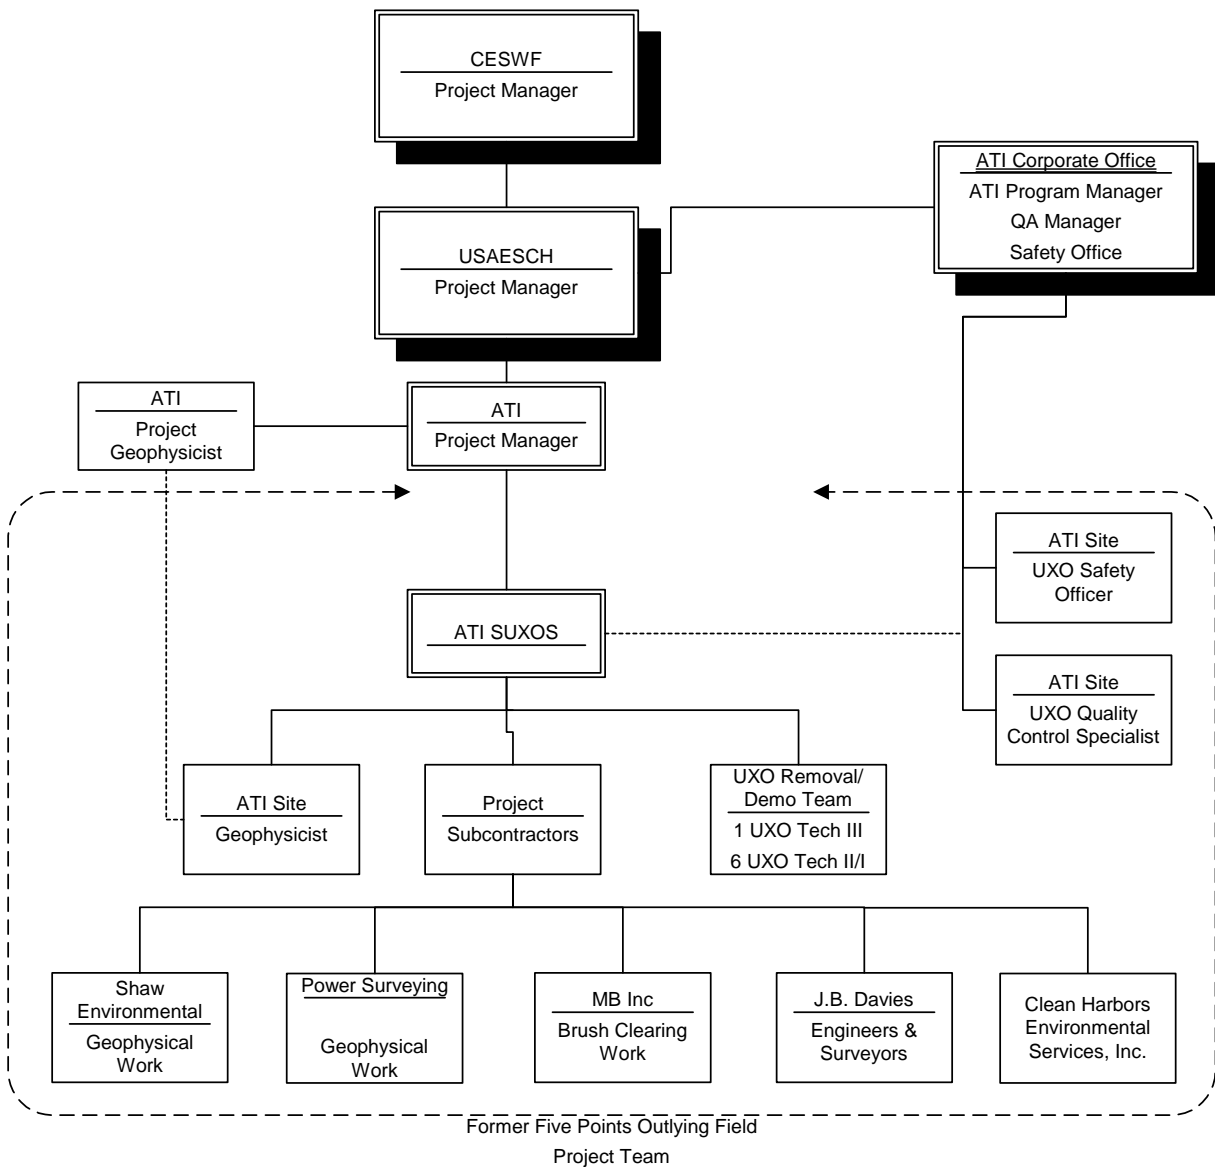 CESWF
Project Manager
ATI Corporate Office
ATI Program Manager
QA Manager
Safety Office
USAESCH
Project Manager
ATI
Project
Geophysicist
ATI
Project Manager
ATI Site
UXO Safety
Officer
ATI SUXOS
ATI Site
UXO Quality
Control Specialist
ATI Site
Geophysicist
Project
Subcontractors
UXO Removal/
Demo Team
1 UXO Tech III
6 UXO Tech II/I
Shaw
Environmental
Geophysical
Work
Power Surveying
Geophysical
Work
MB Inc
Brush Clearing
Work
J.B. Davies
Engineers &
Surveyors
Clean Harbors
Environmental
Services, Inc.
Former Five Points Outlying Field
Project Team